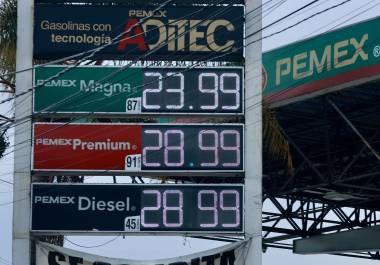 Gasolinas con
tecnología
PEMEX
ADITEC
PEMEX Magna 87 23.99
PEMEX Premium 91 28.99
PEMEX Diesel 45 28.99
PEMEX